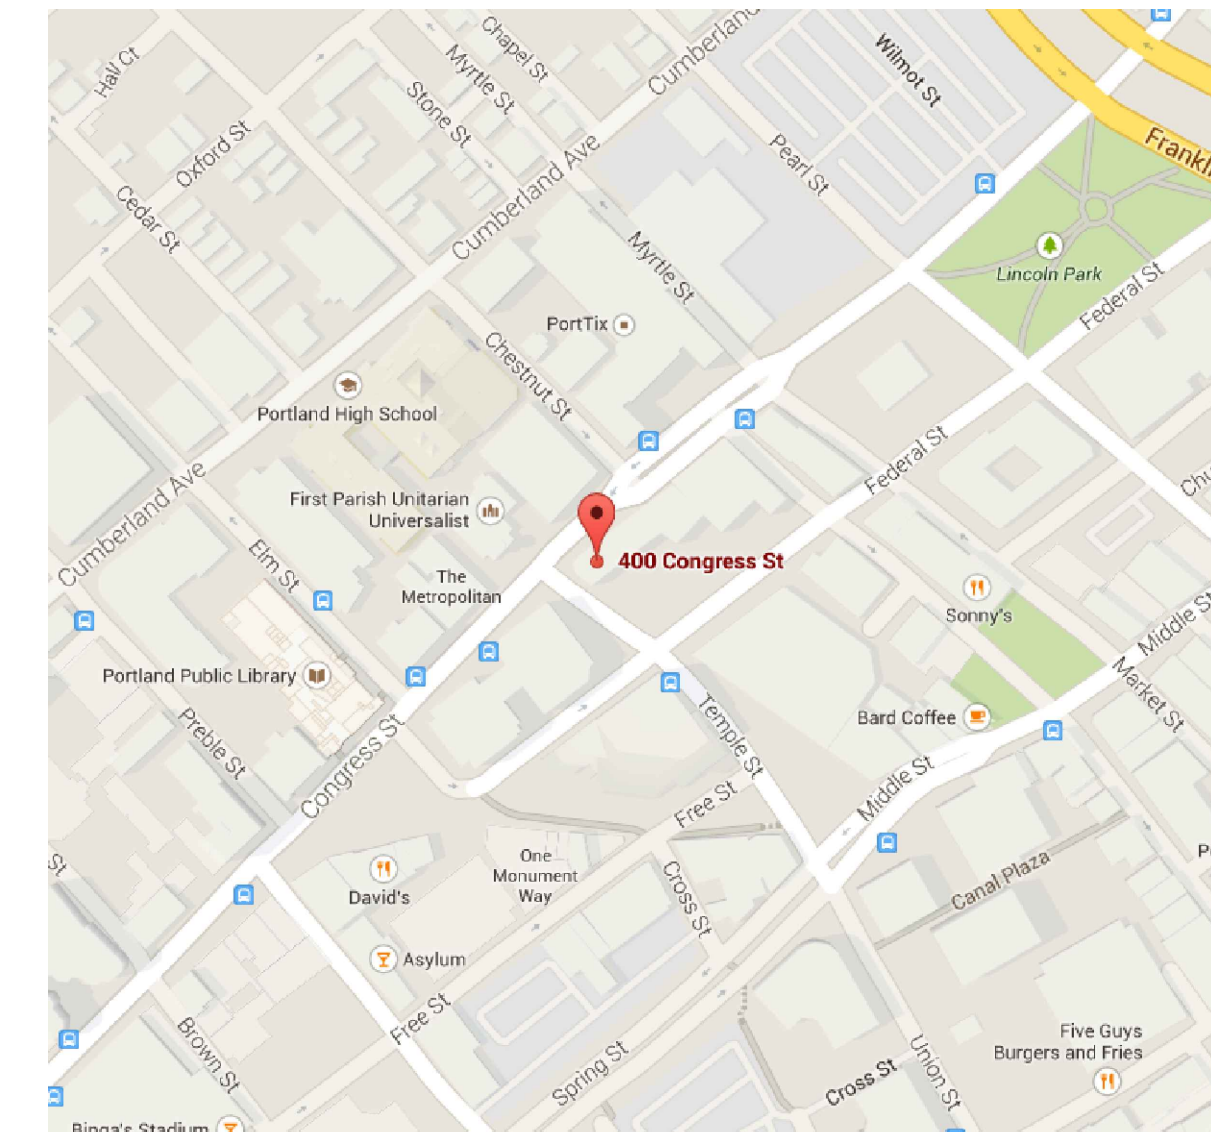 Hall Ct
Chapel St
Myrtle St
Cumberland
Wilmot St
Stone St
Oxford St
Pearl St
Frankl
Cedar St
Cumberland Ave
Myrtle St
Lincoln Park
Federal St
PortTix
Chestnut St
Portland High School
Federal St
Cumberland Ave
First Parish Unitarian
Universalist
400 Congress St
Elm St
The
Metropolitan
Sonny's
Middle St
Portland Public Library
Market St
Preble St
Temple St
Bard Coffee
Congress St
Middle St
Free St
St
One
Monument
Way
David's
Cross St
Canal Plaza
Asylum
Free St
Brown St
Spring St
Cross St
Union St
Five Guys
Burgers and Fries
Binga's Stadium